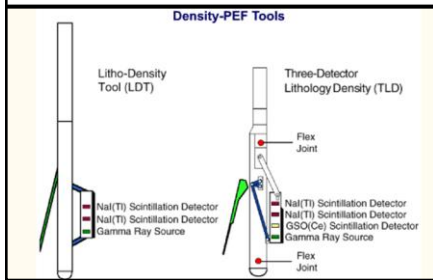 Density-PEF Tools
Litho-Density
Tool (LDT)
NaI(Tl) Scintillation Detector
NaI(Tl) Scintillation Detector
Gamma Ray Source
Three-Detector
Lithology Density (TLD)
Flex
Joint
NaI(Tl) Scintillation Detector
NaI(Tl) Scintillation Detector
GSO(Ce) Scintillation Detector
Gamma Ray Source
Flex
Joint